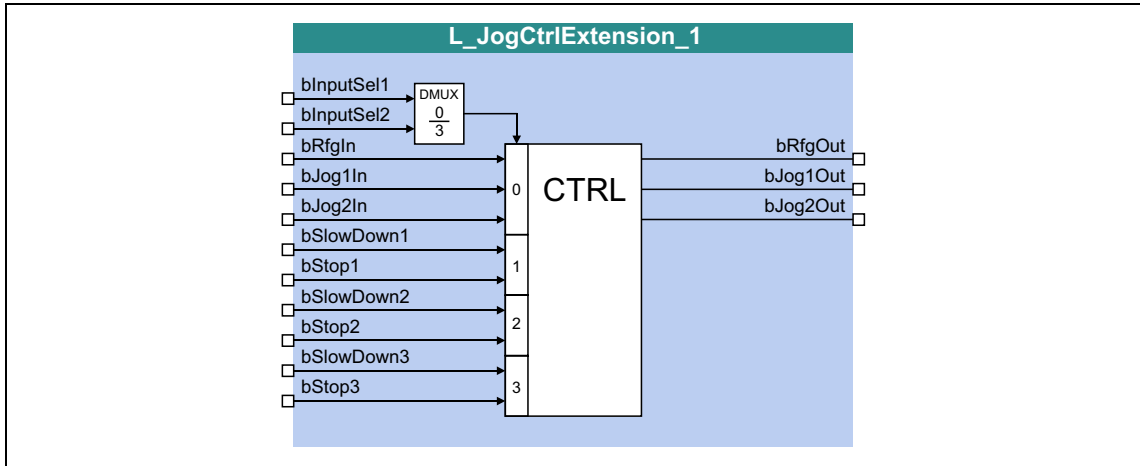 L_JogCtrlExtension_1
bInputSel1
DMUX
0
3
bInputSel2
bRfgIn
bRfgOut
bJog1In
0
CTRL
bJog1Out
bJog2In
bJog2Out
bSlowDown1
1
bStop1
bSlowDown2
2
bStop2
bSlowDown3
3
bStop3